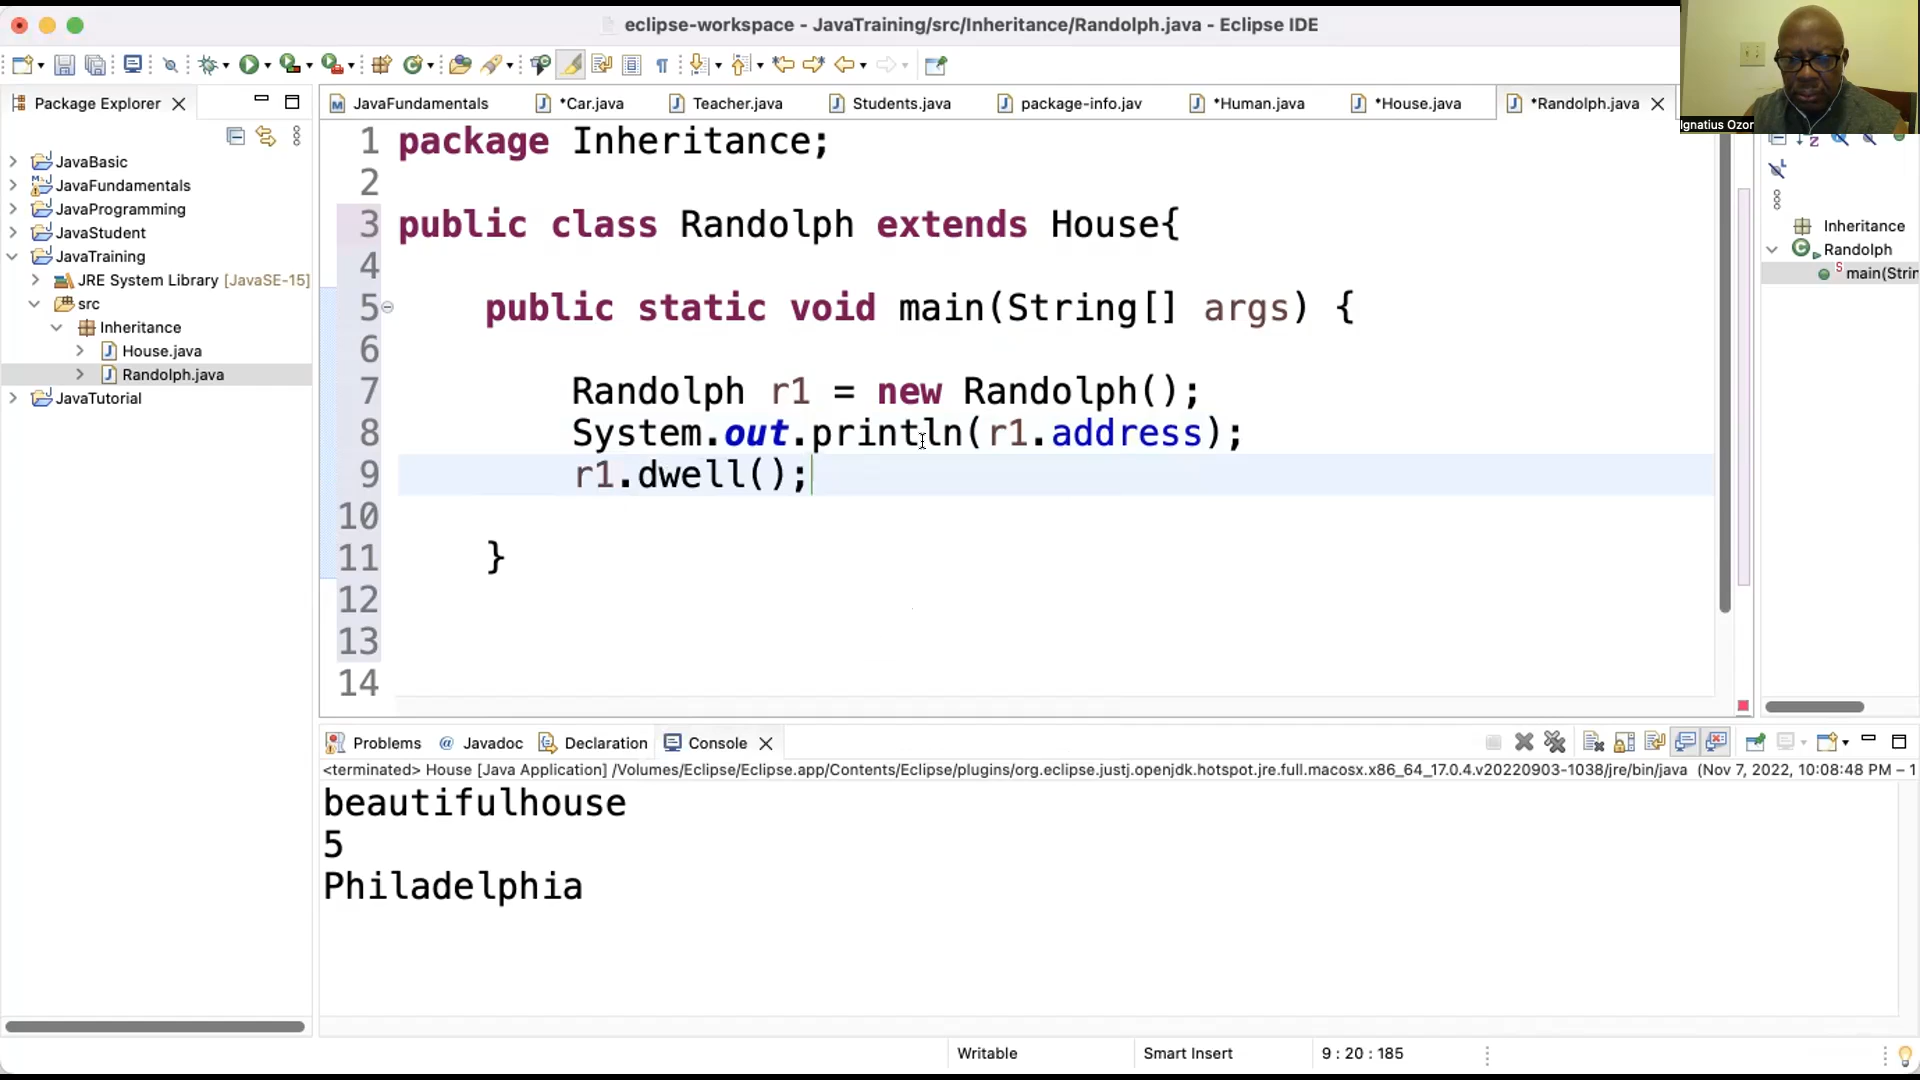 eclipse-workspace - JavaTraining/src/Inheritance/Randolph.java - Eclipse IDE
Package Explorer
JavaBasic
JavaFundamentals
JavaProgramming
JavaStudent
JavaTraining
JRE System Library [JavaSE-15]
src
Inheritance
House.java
Randolph.java
JavaTutorial
JavaFundamentals
*Car.java
Teacher.java
Students.java
package-info.jav
*Human.java
*House.java
*Randolph.java
1 package Inheritance;
2
3 public class Randolph extends House{
4
5 public static void main(String[] args) {
6
7 Randolph r1 = new Randolph();
8 System.out.println(r1.address);
9 r1.dwell();
10
11 }
12
13
14
Ignatius Ozor
Inheritance
Randolph
main(Strin
Problems
@ Javadoc
Declaration
Console
<terminated> House [Java Application] /Volumes/Eclipse/Eclipse.app/Contents/Eclipse/plugins/org.eclipse.justj.openjdk.hotspot.jre.full.macosx.x86_64_17.0.4.v20220903-1038/jre/bin/java (Nov 7, 2022, 10:08:48 PM – 1
beautifulhouse
5
Philadelphia
Writable
Smart Insert
9 : 20 : 185